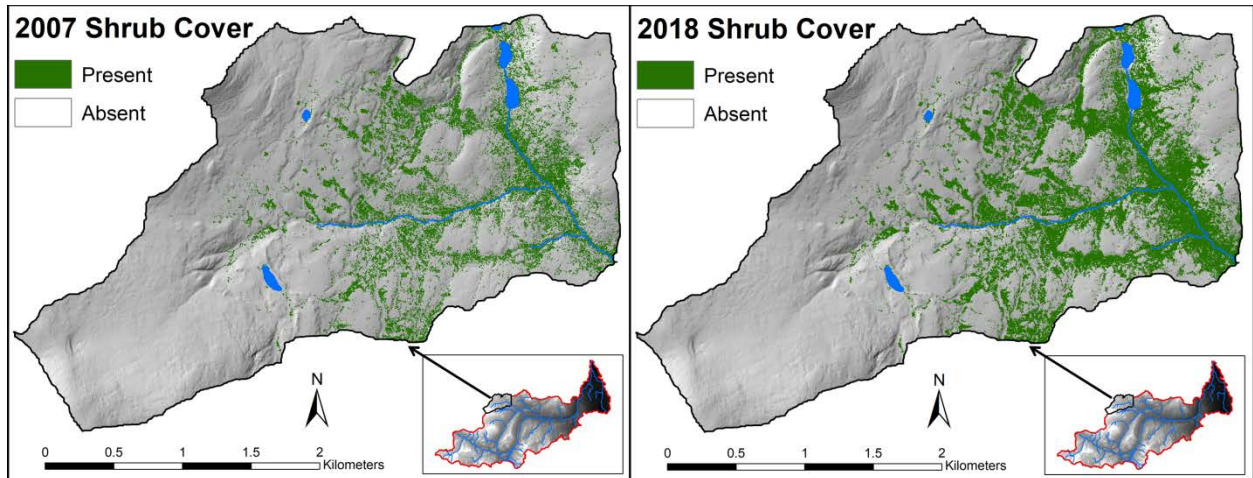 2007 Shrub Cover
Present
Absent
N
0 0.5 1 1.5 2
Kilometers
2018 Shrub Cover
Present
Absent
N
0 0.5 1 1.5 2
Kilometers